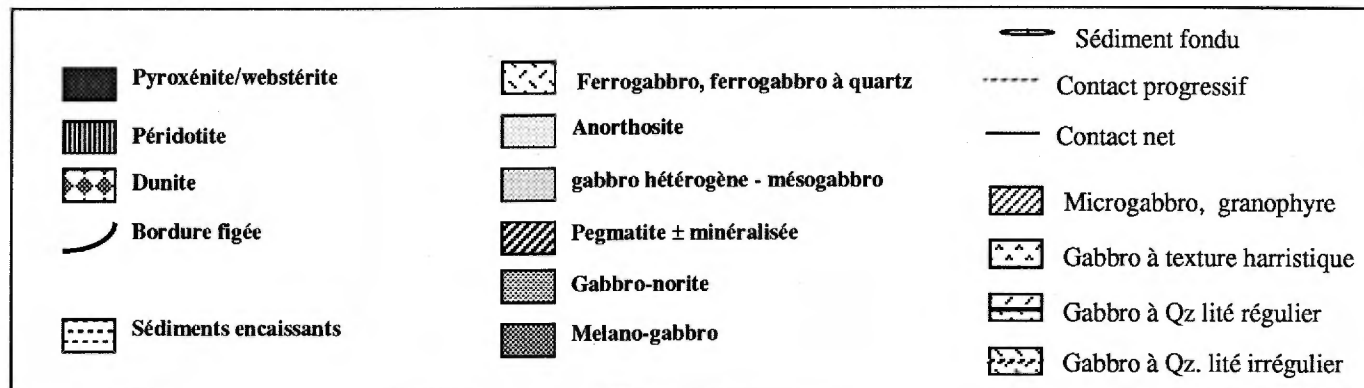 Pyroxénite/webstérite
Péridotite
Dunite
Bordure figée
Sédiments encaissants
Ferrogabbro, ferrogabbro à quartz
Anorthosite
gabbro hétérogène - mésogabbro
Pegmatite ± minéralisée
Gabbro-norite
Melano-gabbro
Sédiment fondu
Contact progressif
Contact net
Microgabbro, granophyre
Gabbro à texture harristique
Gabbro à Qz lité régulier
Gabbro à Qz. lité irrégulier